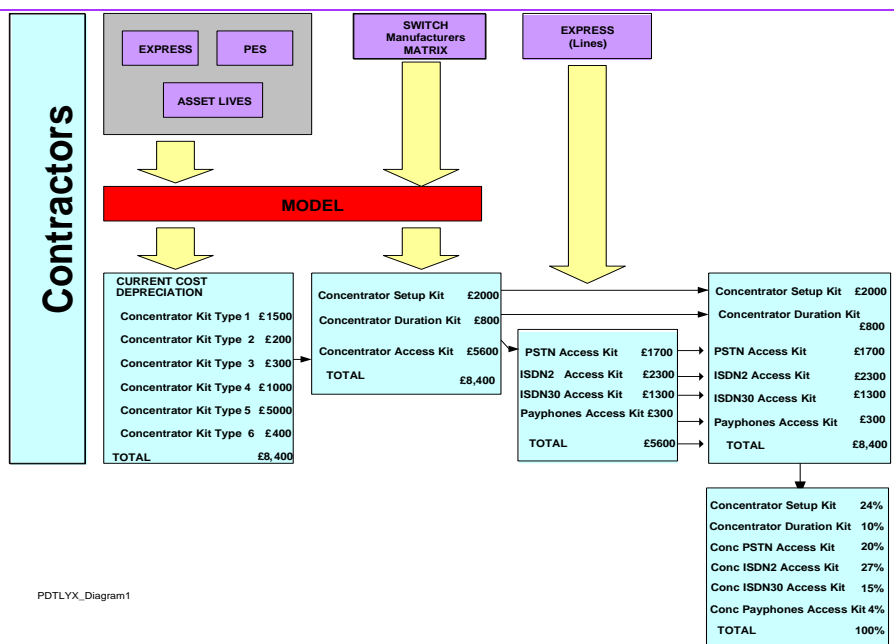 Contractors
EXPRESS
PES
ASSET LIVES
SWITCH
Manufacturers
MATRIX
EXPRESS
(Lines)
MODEL
CURRENT COST
DEPRECIATION
Concentrator Kit Type 1 £1500
Concentrator Kit Type 2 £200
Concentrator Kit Type 3 £300
Concentrator Kit Type 4 £1000
Concentrator Kit Type 5 £5000
Concentrator Kit Type 6 £400
TOTAL £8,400
Concentrator Setup Kit £2000
Concentrator Duration Kit £800
Concentrator Access Kit £5600
TOTAL
£8,400
PSTN Access Kit £1700
ISDN2 Access Kit £2300
ISDN30 Access Kit £1300
Payphones Access Kit £300
TOTAL £5600
Concentrator Setup Kit £2000
Concentrator Duration Kit
£800
PSTN Access Kit £1700
ISDN2 Access Kit £2300
ISDN30 Access Kit £1300
Payphones Access Kit £300
TOTAL £8,400
Concentrator Setup Kit 24%
Concentrator Duration Kit 10%
Conc PSTN Access Kit 20%
Conc ISDN2 Access Kit 27%
Conc ISDN30 Access Kit 15%
Conc Payphones Access Kit 4%
TOTAL 100%
PDTLYX_Diagram1